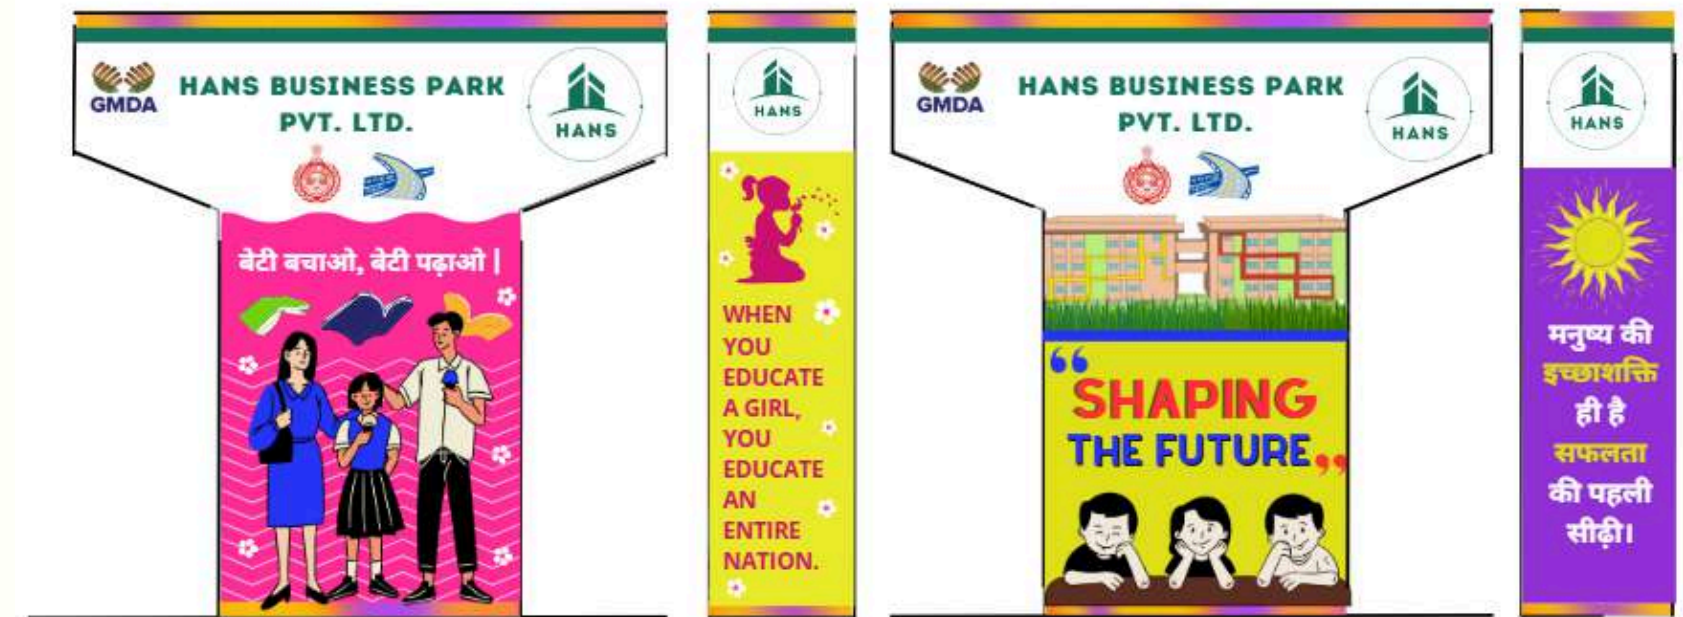 GMDA
HANS BUSINESS PARK
PVT. LTD.
HANS
बेटी बचाओ, बेटी पढ़ाओ |
HANS
WHEN
YOU
EDUCATE
A GIRL,
YOU
EDUCATE
AN
ENTIRE
NATION.
GMDA
HANS BUSINESS PARK
PVT. LTD.
HANS
“SHAPING
THE FUTURE„
HANS
मनुष्य की
इच्छाशक्ति
ही है
सफलता
की पहली
सीढ़ी।